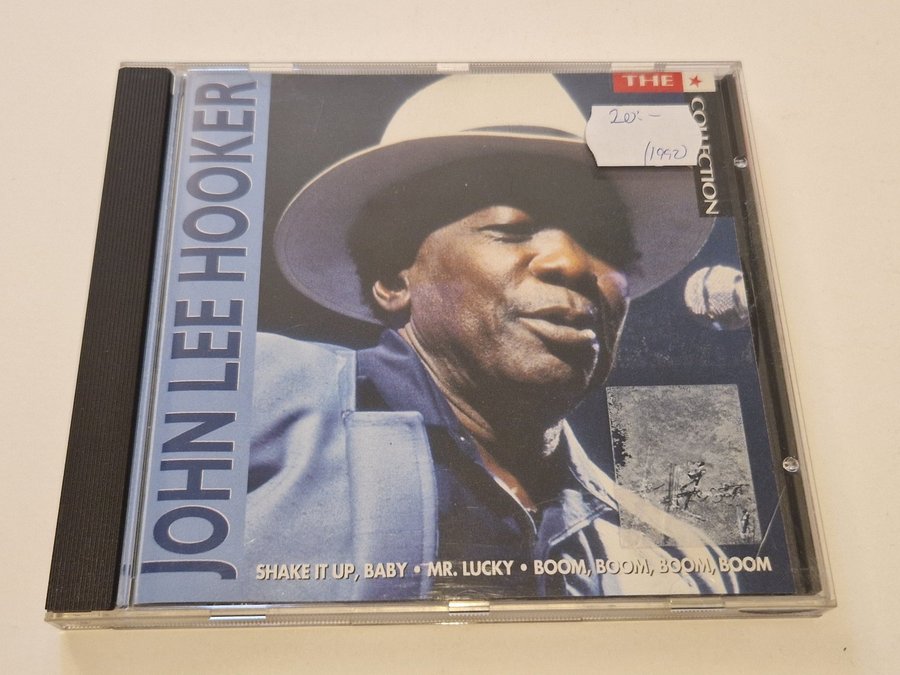 JOHN LEE HOOKER
THE
COLLECTION
20:-
(1992)
SHAKE IT UP, BABY • MR. LUCKY • BOOM, BOOM, BOOM, BOOM